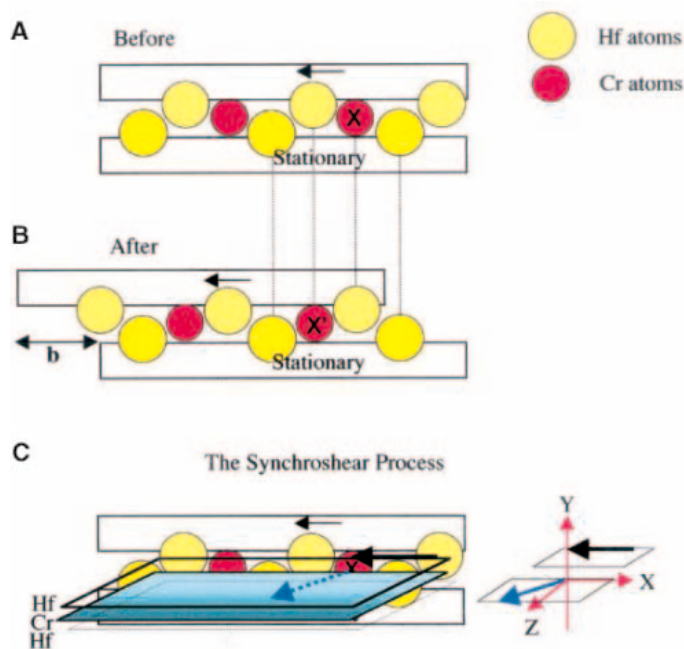 A
Before
Hf atoms
Cr atoms
X
Stationary
B
After
X'
Stationary
b
C
The Synchroshear Process
Y
X
Z
X
Hf
Cr
Hf